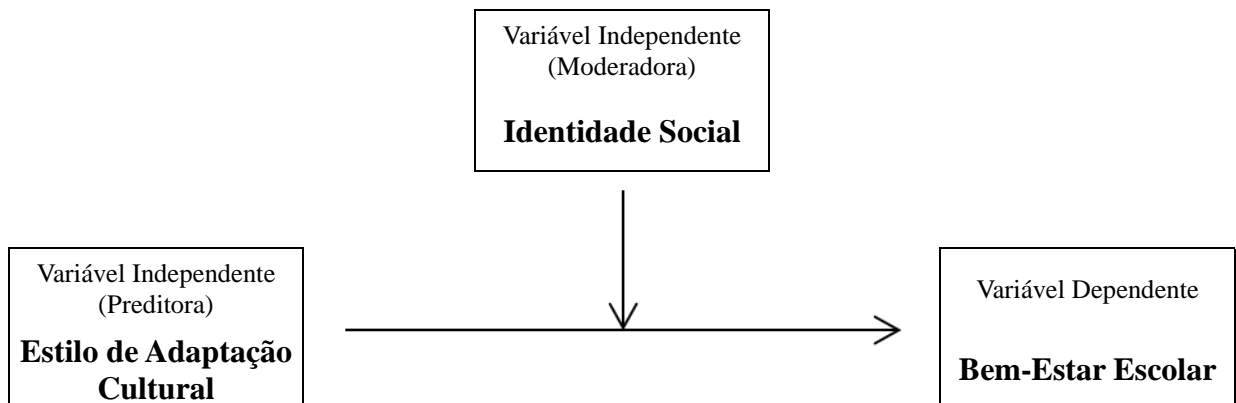 Variável Independente
(Moderadora)
Identidade Social
Variável Independente
(Preditora)
Estilo de Adaptação
Cultural
Variável Dependente
Bem-Estar Escolar